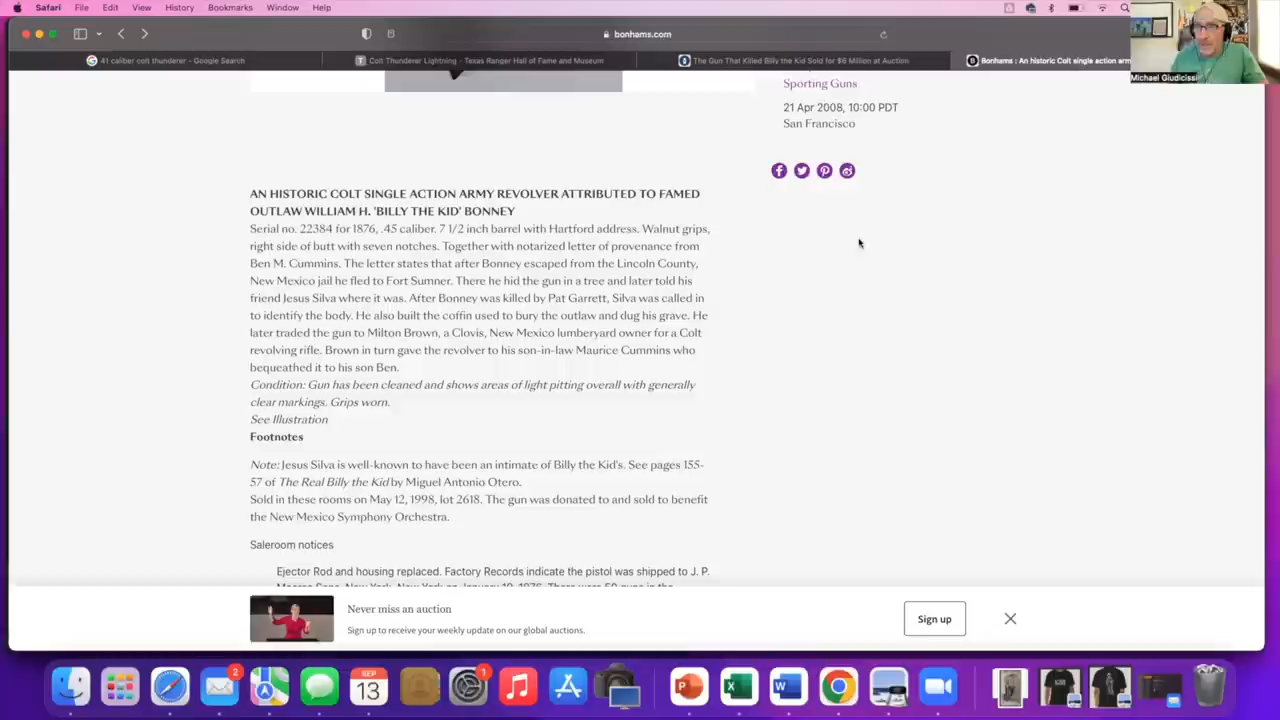 Safari File Edit View History Bookmarks Window Help
bonhams.com
41 caliber colt thunderer - Google Search
Colt Thunderer Lightning - Texas Ranger Hall of Fame and Museum
The Gun That Killed Billy the Kid Sold for $6 Million at Auction
Bonhams : An historic Colt single action arm
Michael Giudicissi
Sporting Guns
21 Apr 2008, 10:00 PDT
San Francisco
AN HISTORIC COLT SINGLE ACTION ARMY REVOLVER ATTRIBUTED TO FAMED
OUTLAW WILLIAM H. 'BILLY THE KID' BONNEY
Serial no. 22384 for 1876, .45 caliber. 7 1/2 inch barrel with Hartford address. Walnut grips,
right side of butt with seven notches. Together with notarized letter of provenance from
Ben M. Cummins. The letter states that after Bonney escaped from the Lincoln County,
New Mexico jail he fled to Fort Sumner. There he hid the gun in a tree and later told his
friend Jesus Silva where it was. After Bonney was killed by Pat Garrett, Silva was called in
to identify the body. He also built the coffin used to bury the outlaw and dug his grave. He
later traded the gun to Milton Brown, a Clovis, New Mexico lumberyard owner for a Colt
revolving rifle. Brown in turn gave the revolver to his son-in-law Maurice Cummins who
bequeathed it to his son Ben.
Condition: Gun has been cleaned and shows areas of light pitting overall with generally
clear markings. Grips worn.
See Illustration
Footnotes
Note: Jesus Silva is well-known to have been an intimate of Billy the Kid's. See pages 155-
57 of The Real Billy the Kid by Miguel Antonio Otero.
Sold in these rooms on May 12, 1998, lot 2618. The gun was donated to and sold to benefit
the New Mexico Symphony Orchestra.
Saleroom notices
Ejector Rod and housing replaced. Factory Records indicate the pistol was shipped to J. P.
Never miss an auction
Sign up to receive your weekly update on our global auctions.
Sign up
2
SEP
13
1